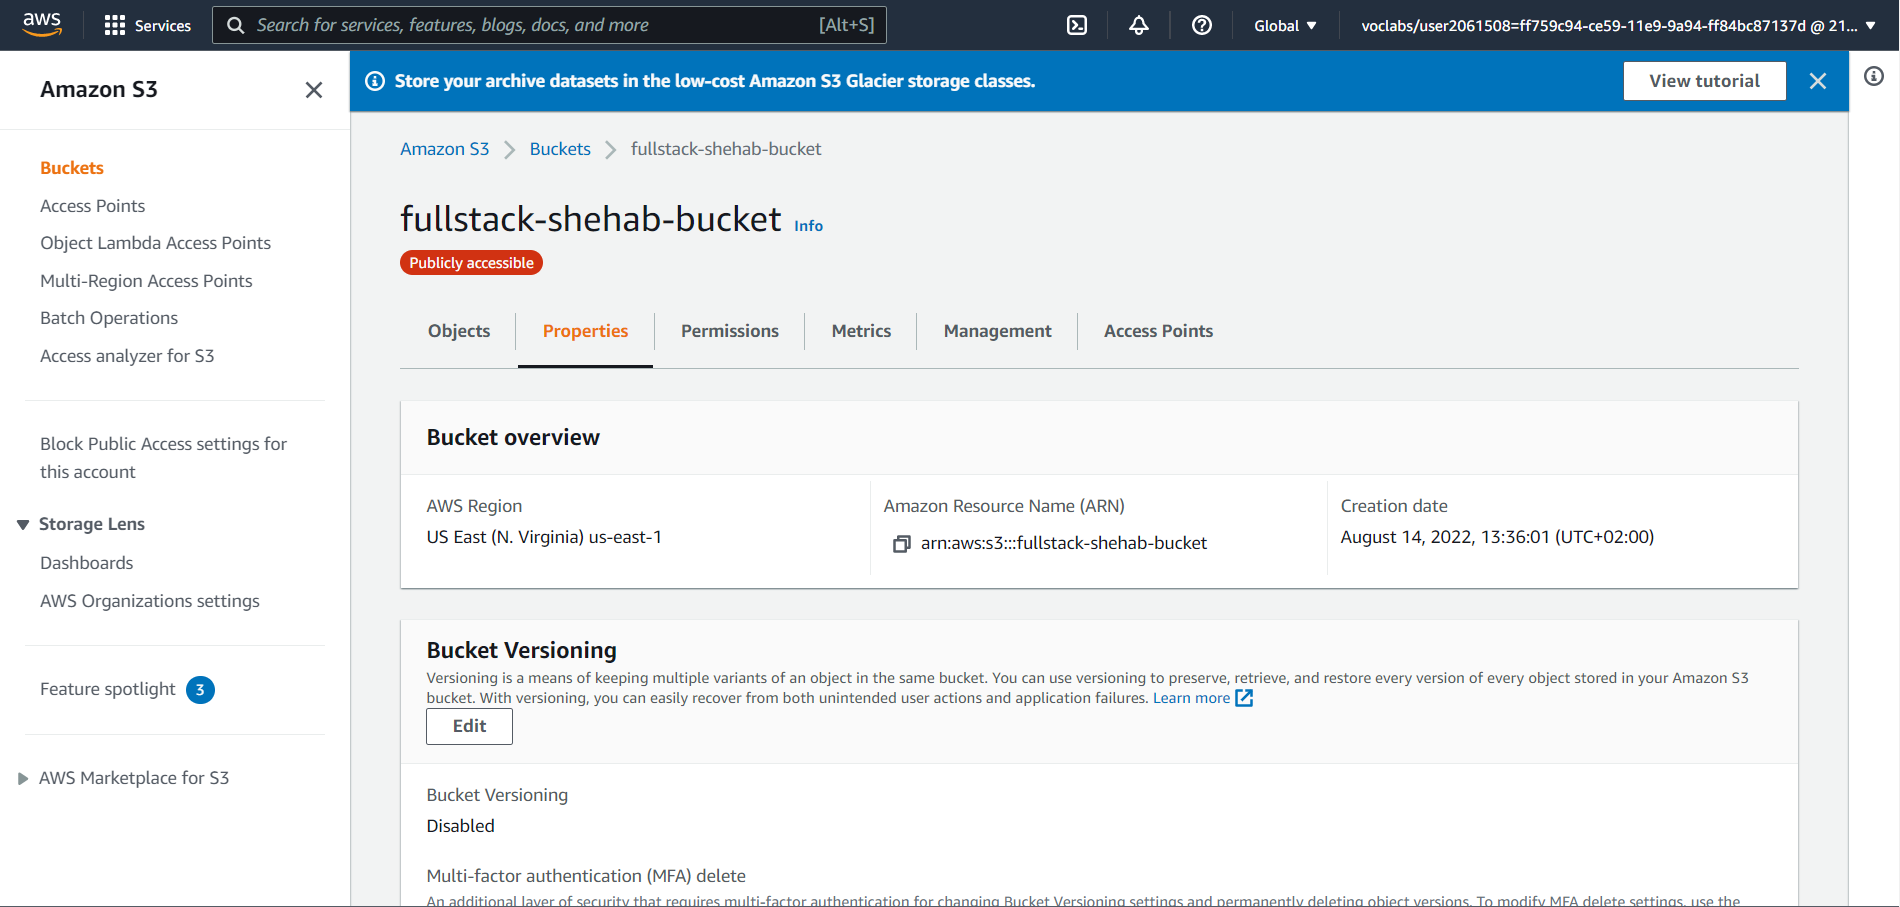 aws
Services
Search for services, features, blogs, docs, and more
[Alt+S]
Global
voclabs/user2061508=ff759c94-ce59-11e9-9a94-ff84bc87137d @ 21...
Amazon S3
Buckets
Access Points
Object Lambda Access Points
Multi-Region Access Points
Batch Operations
Access analyzer for S3
Block Public Access settings for
this account
Storage Lens
Dashboards
AWS Organizations settings
Feature spotlight 3
AWS Marketplace for S3
Store your archive datasets in the low-cost Amazon S3 Glacier storage classes.
View tutorial
Amazon S3
Buckets
fullstack-shehab-bucket
fullstack-shehab-bucket Info
Publicly accessible
Objects
Properties
Permissions
Metrics
Management
Access Points
Bucket overview
AWS Region
US East (N. Virginia) us-east-1
Amazon Resource Name (ARN)
arn:aws:s3:::fullstack-shehab-bucket
Creation date
August 14, 2022, 13:36:01 (UTC+02:00)
Bucket Versioning
Versioning is a means of keeping multiple variants of an object in the same bucket. You can use versioning to preserve, retrieve, and restore every version of every object stored in your Amazon S3
bucket. With versioning, you can easily recover from both unintended user actions and application failures. Learn more
Edit
Bucket Versioning
Disabled
Multi-factor authentication (MFA) delete
An additional layer of security that requires multi-factor authentication for changing Bucket Versioning settings and permanently deleting object versions. To modify MFA delete settings, use the